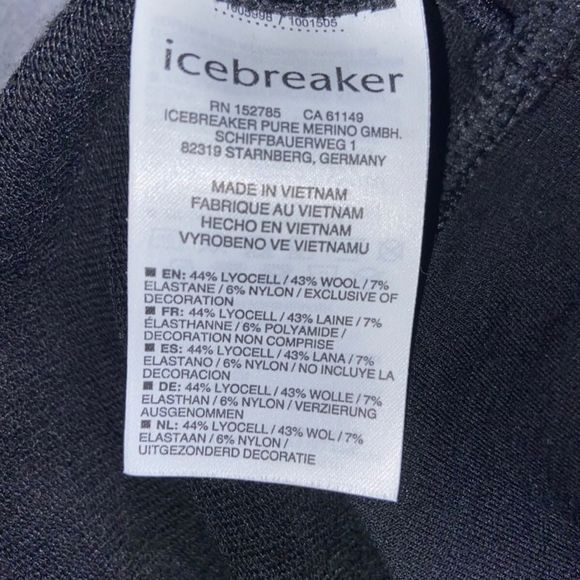 1003998 / 1001505
icebreaker
RN 152785 CA 61149
ICEBREAKER PURE MERINO GMBH.
SCHIFFBAUERWEG 1
82319 STARNBERG, GERMANY
MADE IN VIETNAM
FABRIQUE AU VIETNAM
HECHO EN VIETNAM
VYROBENO VE VIETNAMU
EN: 44% LYOCELL / 43% WOOL / 7%
ELASTANE / 6% NYLON / EXCLUSIVE OF
DECORATION
FR: 44% LYOCELL / 43% LAINE / 7%
ÉLASTHANNE / 6% POLYAMIDE /
DECORATION NON COMPRISE
ES: 44% LYOCELL / 43% LANA / 7%
ELASTANO / 6% NYLON / NO INCLUYE LA
DECORACION
DE: 44% LYOCELL / 43% WOLLE / 7%
ELASTHAN / 6% NYLON / VERZIERUNG
AUSGENOMMEN
NL: 44% LYOCELL / 43% WOL / 7%
ELASTAAN / 6% NYLON /
UITGEZONDERD DECORATIE